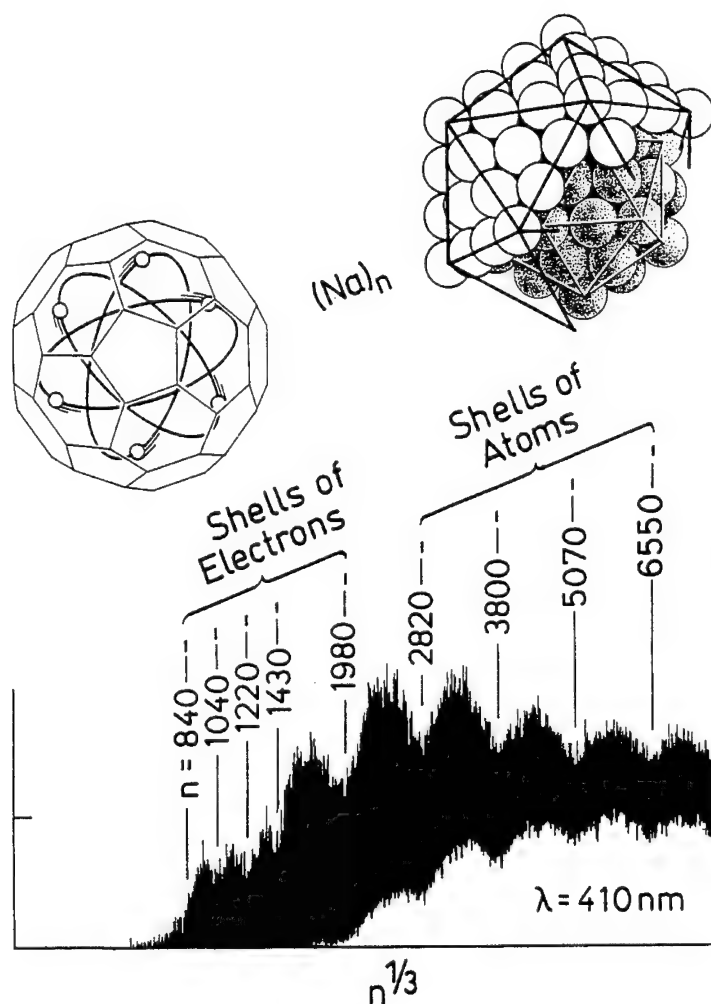 (Na)n
Shells of
Atoms
Shells of
Electrons
n = 840
1040
1220
1430
1980
2820
3800
5070
6550
λ = 410 nm
n^1/3